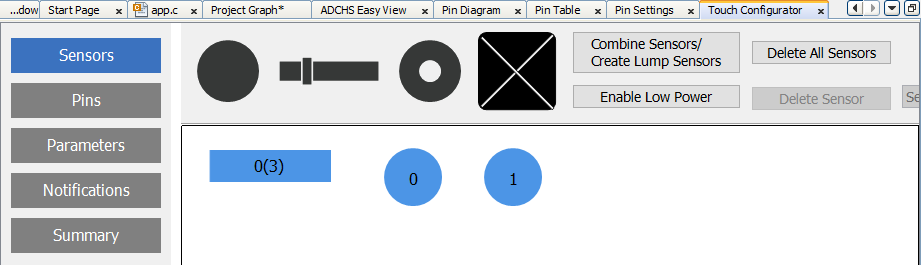 ...dow Start Page app.c Project Graph* ADCHS Easy View Pin Diagram Pin Table Pin Settings Touch Configurator
Sensors
Pins
Parameters
Notifications
Summary
Combine Sensors/
Create Lump Sensors
Delete All Sensors
Enable Low Power
Delete Sensor
Se
0(3)
0
1